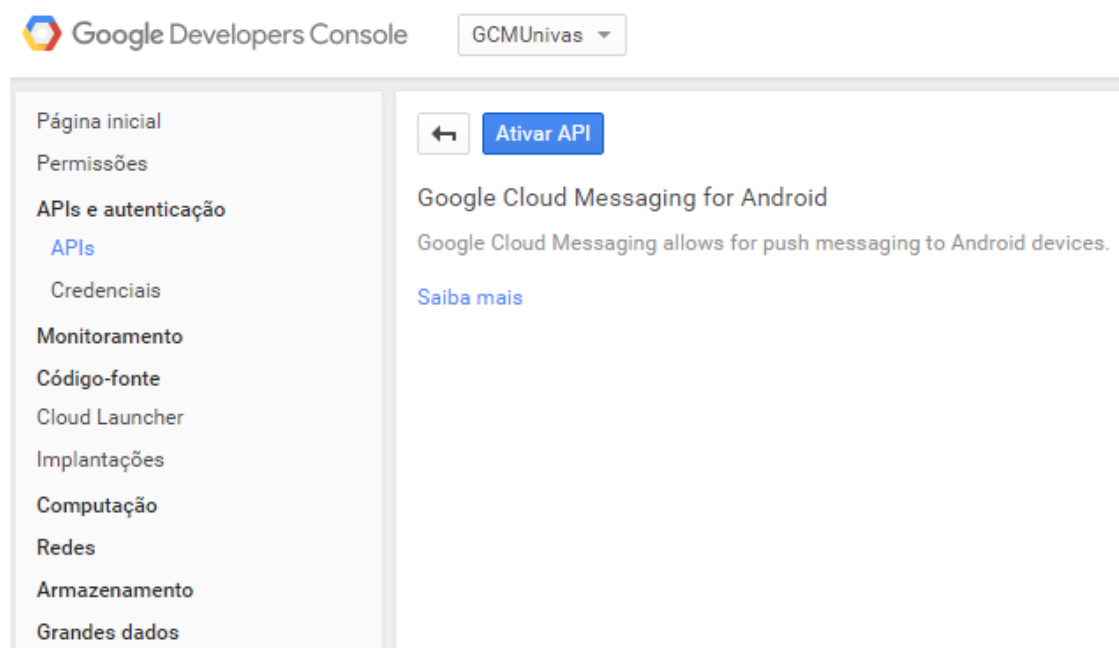 Google Developers Console
GCMUnivas
Página inicial
Permissões
APIs e autenticação
APIs
Credenciais
Monitoramento
Código-fonte
Cloud Launcher
Implantações
Computação
Redes
Armazenamento
Grandes dados
Ativar API
Google Cloud Messaging for Android
Google Cloud Messaging allows for push messaging to Android devices.
Saiba mais